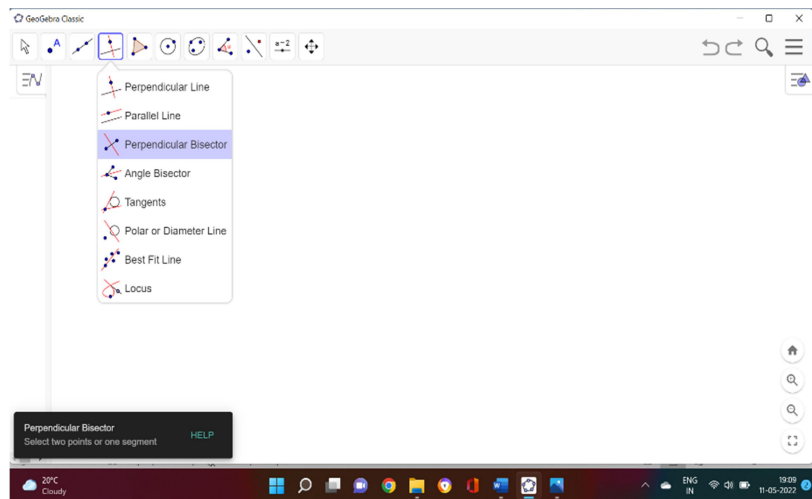 GeoGebra Classic
A
a=2
Perpendicular Line
Parallel Line
Perpendicular Bisector
Angle Bisector
Tangents
Polar or Diameter Line
Best Fit Line
Locus
Perpendicular Bisector
Select two points or one segment
HELP
20°C
Cloudy
ENG
IN
19:09
11-05-2022